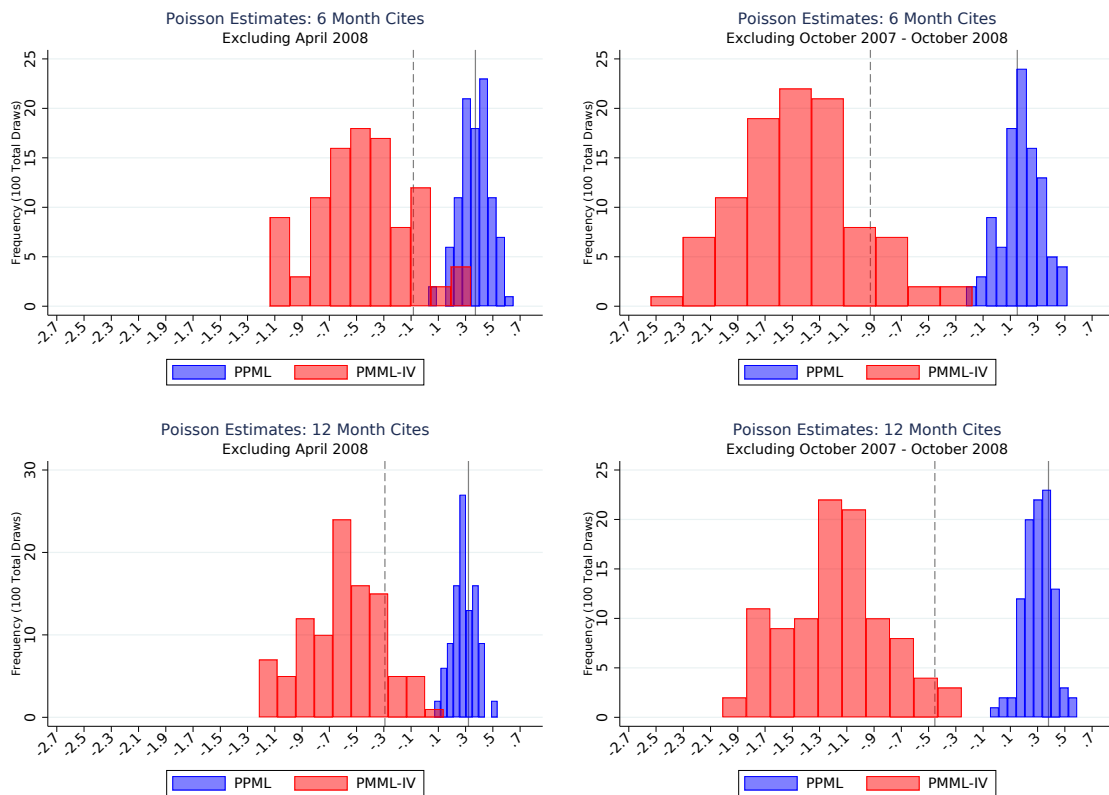 Poisson Estimates: 6 Month Cites
Excluding April 2008
Frequency (100 Total Draws)
25
20
15
10
5
0
-2.7 -2.5 -2.3 -2.1 -1.9 -1.7 -1.5 -1.3 -1.1 -.9 -.7 -.5 -.3 -.1 .1 .3 .5 .7
PPML PMML-IV
Poisson Estimates: 6 Month Cites
Excluding October 2007 - October 2008
Frequency (100 Total Draws)
25
20
15
10
5
0
-2.7 -2.5 -2.3 -2.1 -1.9 -1.7 -1.5 -1.3 -1.1 -.9 -.7 -.5 -.3 -.1 .1 .3 .5 .7
PPML PMML-IV
Poisson Estimates: 12 Month Cites
Excluding April 2008
Frequency (100 Total Draws)
30
20
10
0
-2.7 -2.5 -2.3 -2.1 -1.9 -1.7 -1.5 -1.3 -1.1 -.9 -.7 -.5 -.3 -.1 .1 .3 .5 .7
PPML PMML-IV
Poisson Estimates: 12 Month Cites
Excluding October 2007 - October 2008
Frequency (100 Total Draws)
25
20
15
10
5
0
-2.7 -2.5 -2.3 -2.1 -1.9 -1.7 -1.5 -1.3 -1.1 -.9 -.7 -.5 -.3 -.1 .1 .3 .5 .7
PPML PMML-IV